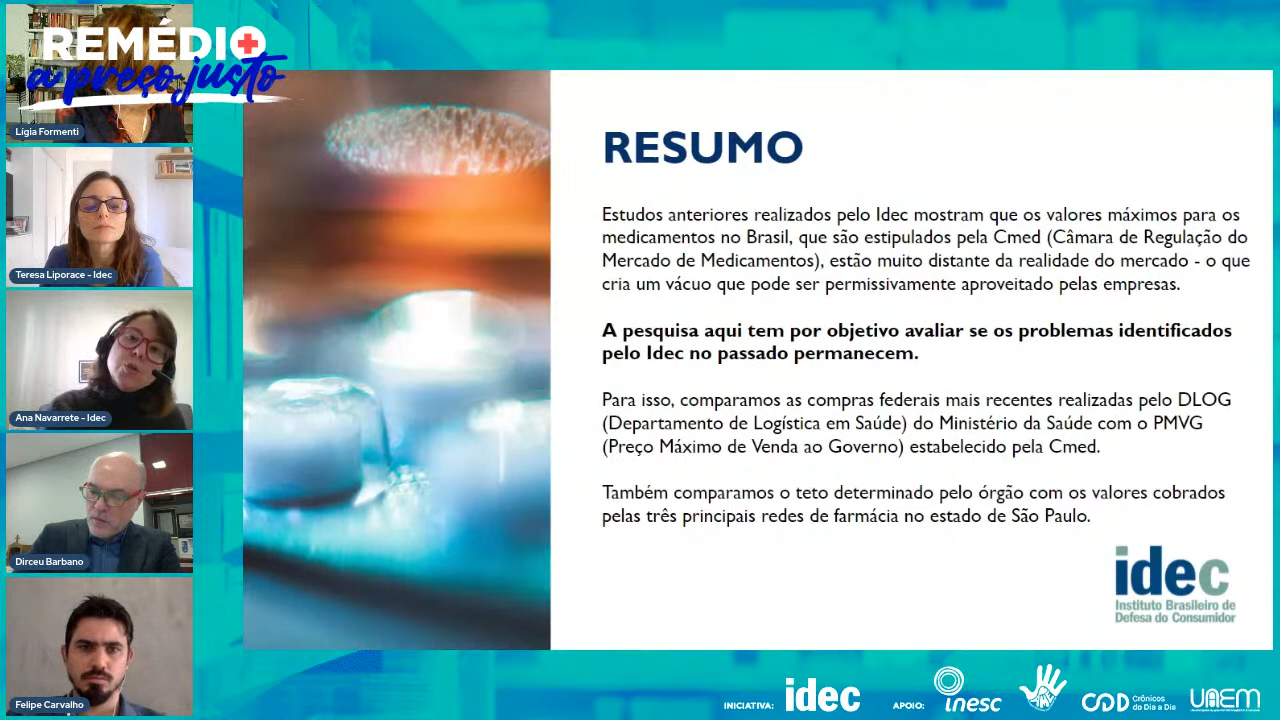 REMÉDIO
a preço justo
Lígia Formenti
Teresa Liporace - Idec
Ana Navarrete - Idec
Dirceu Barbano
Felipe Carvalho
RESUMO
Estudos anteriores realizados pelo Idec mostram que os valores máximos para os
medicamentos no Brasil, que são estipulados pela Cmed (Câmara de Regulação do
Mercado de Medicamentos), estão muito distante da realidade do mercado - o que
cria um vácuo que pode ser permissivamente aproveitado pelas empresas.
A pesquisa aqui tem por objetivo avaliar se os problemas identificados
pelo Idec no passado permanecem.
Para isso, comparamos as compras federais mais recentes realizadas pelo DLOG
(Departamento de Logística em Saúde) do Ministério da Saúde com o PMVG
(Preço Máximo de Venda ao Governo) estabelecido pela Cmed.
Também comparamos o teto determinado pelo órgão com os valores cobrados
pelas três principais redes de farmácia no estado de São Paulo.
idec
Instituto Brasileiro de
Defesa do Consumidor
INICIATIVA: idec APOIO: inesc CDD Crônicos
do Dia a Dia UAEM